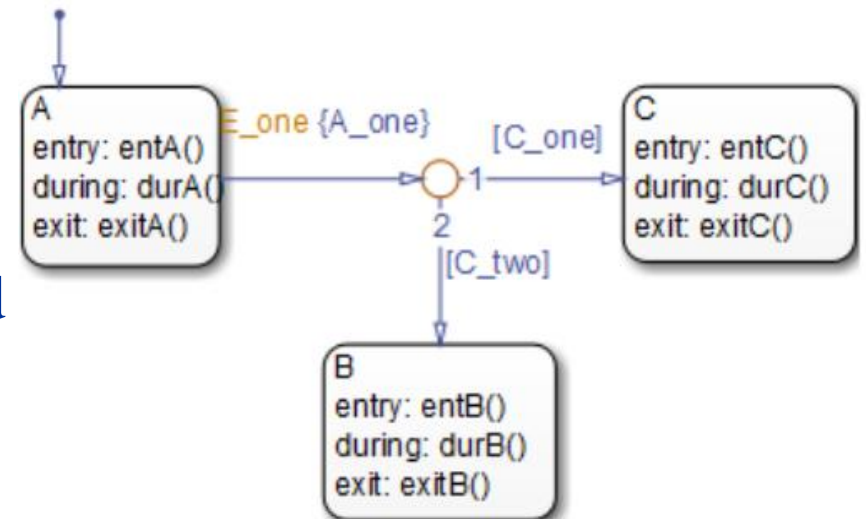 A
entry: entA()
during: durA()
exit: exitA()
E_one {A_one}
1
[C_one]
C
entry: entC()
during: durC()
exit: exitC()
2
[C_two]
B
entry: entB()
during: durB()
exit: exitB()